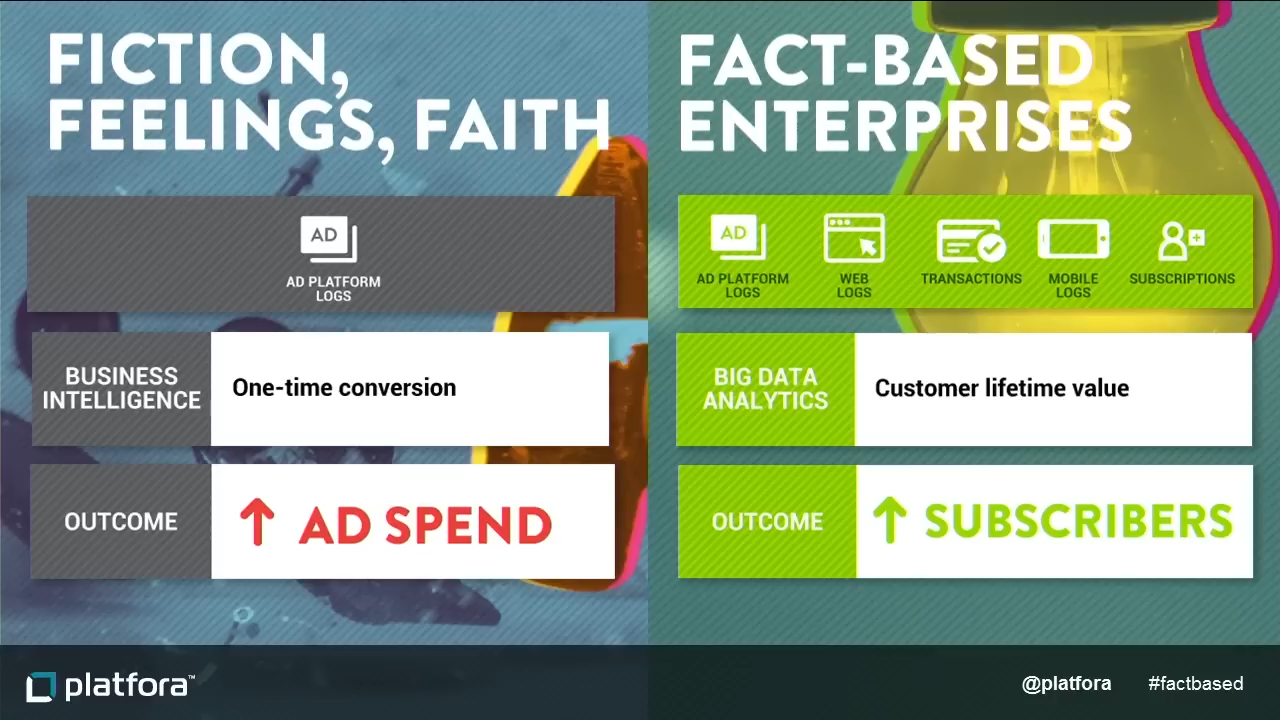 FICTION,
FEELINGS, FAITH
AD
AD PLATFORM
LOGS
BUSINESS
INTELLIGENCE
One-time conversion
OUTCOME
↑ AD SPEND
FACT-BASED
ENTERPRISES
AD
AD PLATFORM
LOGS
WEB
LOGS
TRANSACTIONS
MOBILE
LOGS
SUBSCRIPTIONS
BIG DATA
ANALYTICS
Customer lifetime value
OUTCOME
↑ SUBSCRIBERS
platfora™
@platfora #factbased